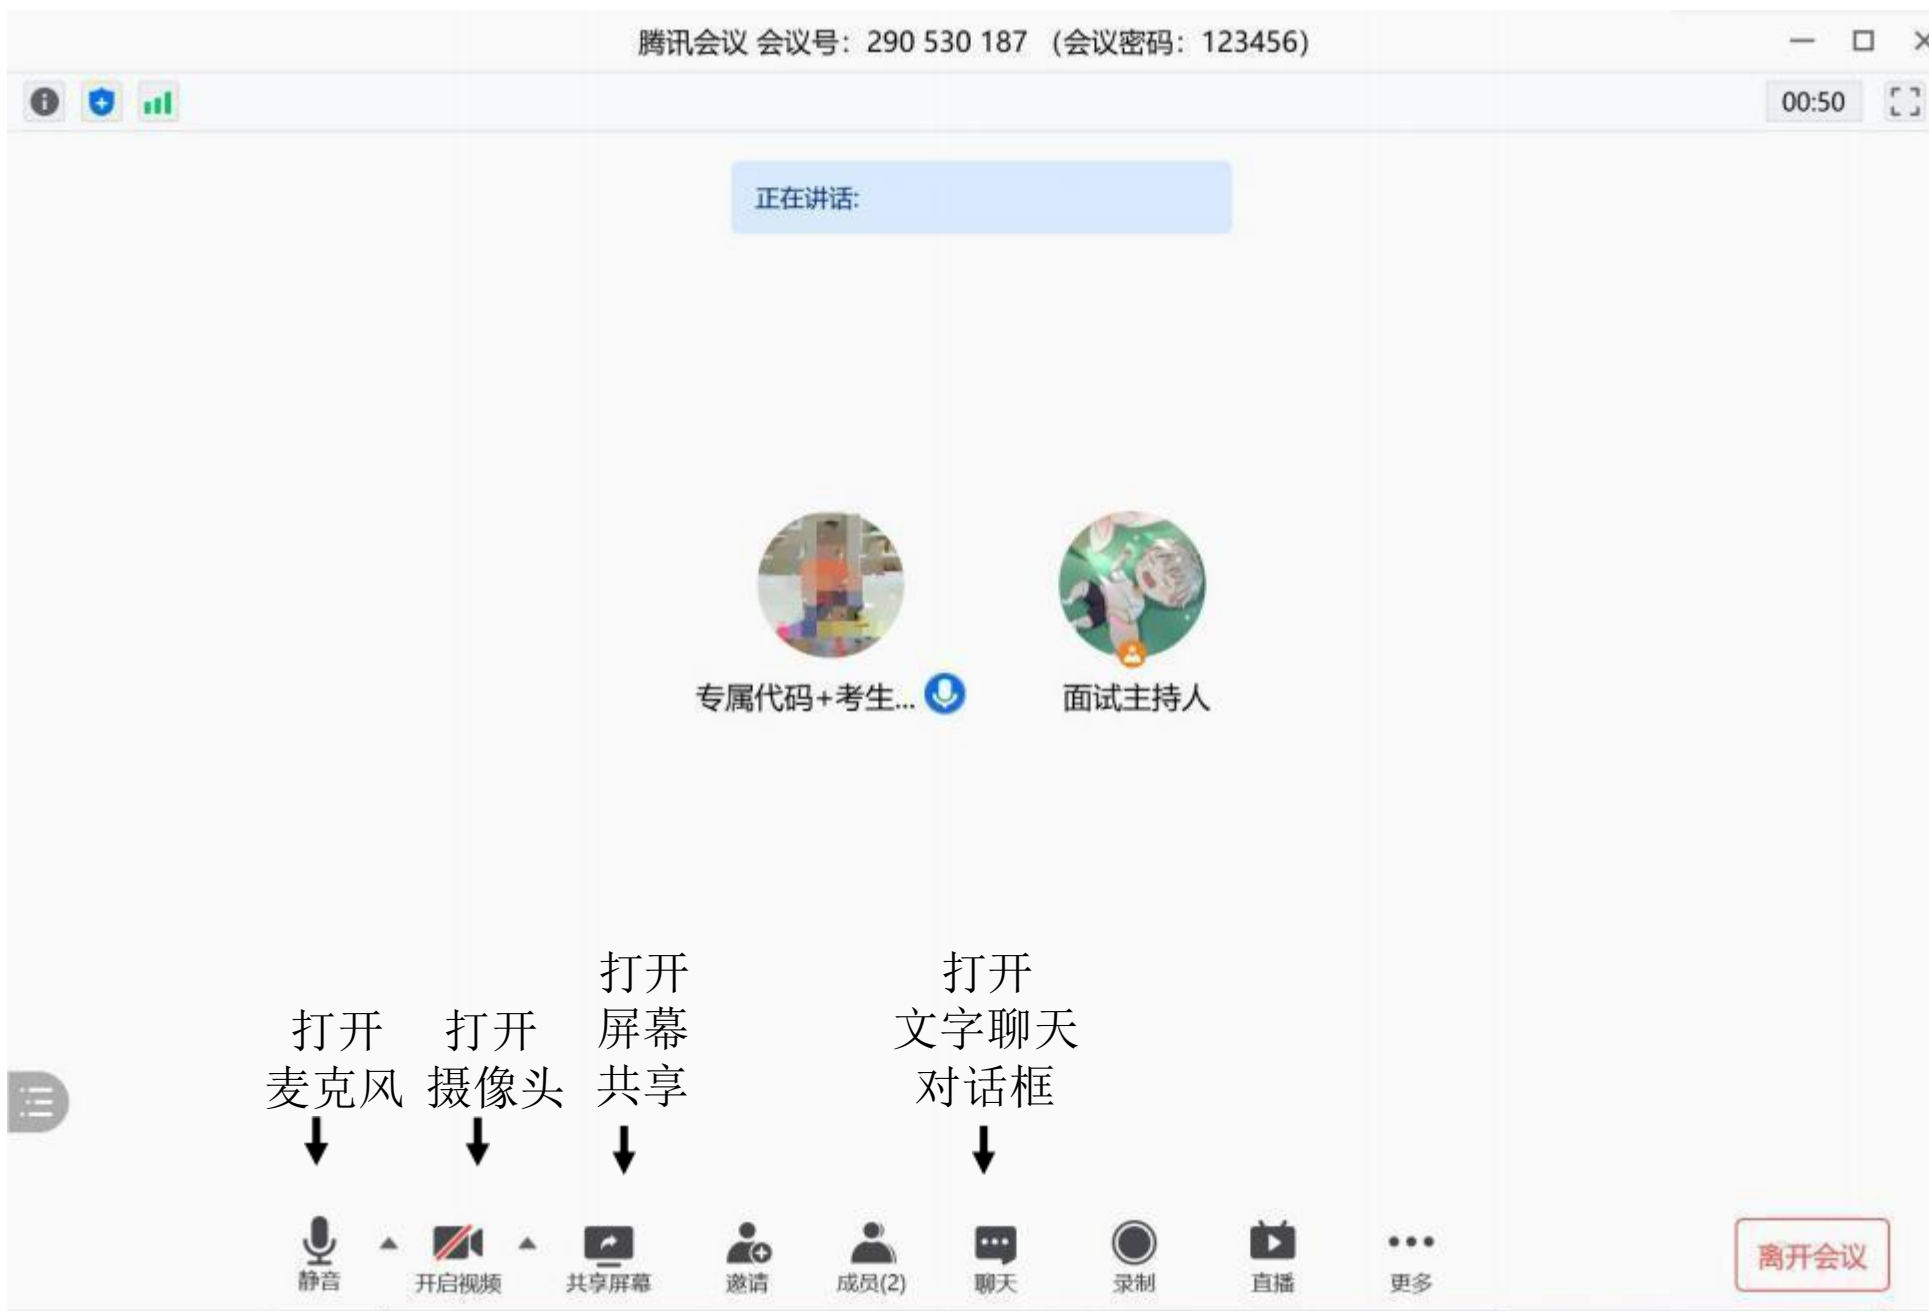 腾讯会议 会议号：290 530 187 （会议密码：123456）
00:50
正在讲话:
专属代码+考生...
面试主持人
打开
麦克风
打开
摄像头
打开
屏幕
共享
打开
文字聊天
对话框
静音
开启视频
共享屏幕
邀请
成员(2)
聊天
录制
直播
更多
离开会议